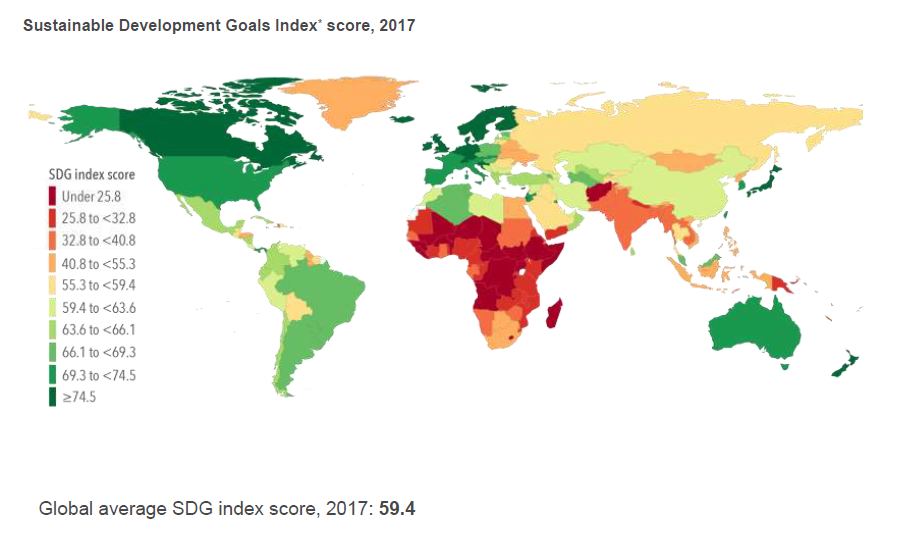 Sustainable Development Goals Index* score, 2017
SDG index score
Under 25.8
25.8 to <32.8
32.8 to <40.8
40.8 to <55.3
55.3 to <59.4
59.4 to <63.6
63.6 to <66.1
66.1 to <69.3
69.3 to <74.5
≥74.5
Global average SDG index score, 2017: 59.4